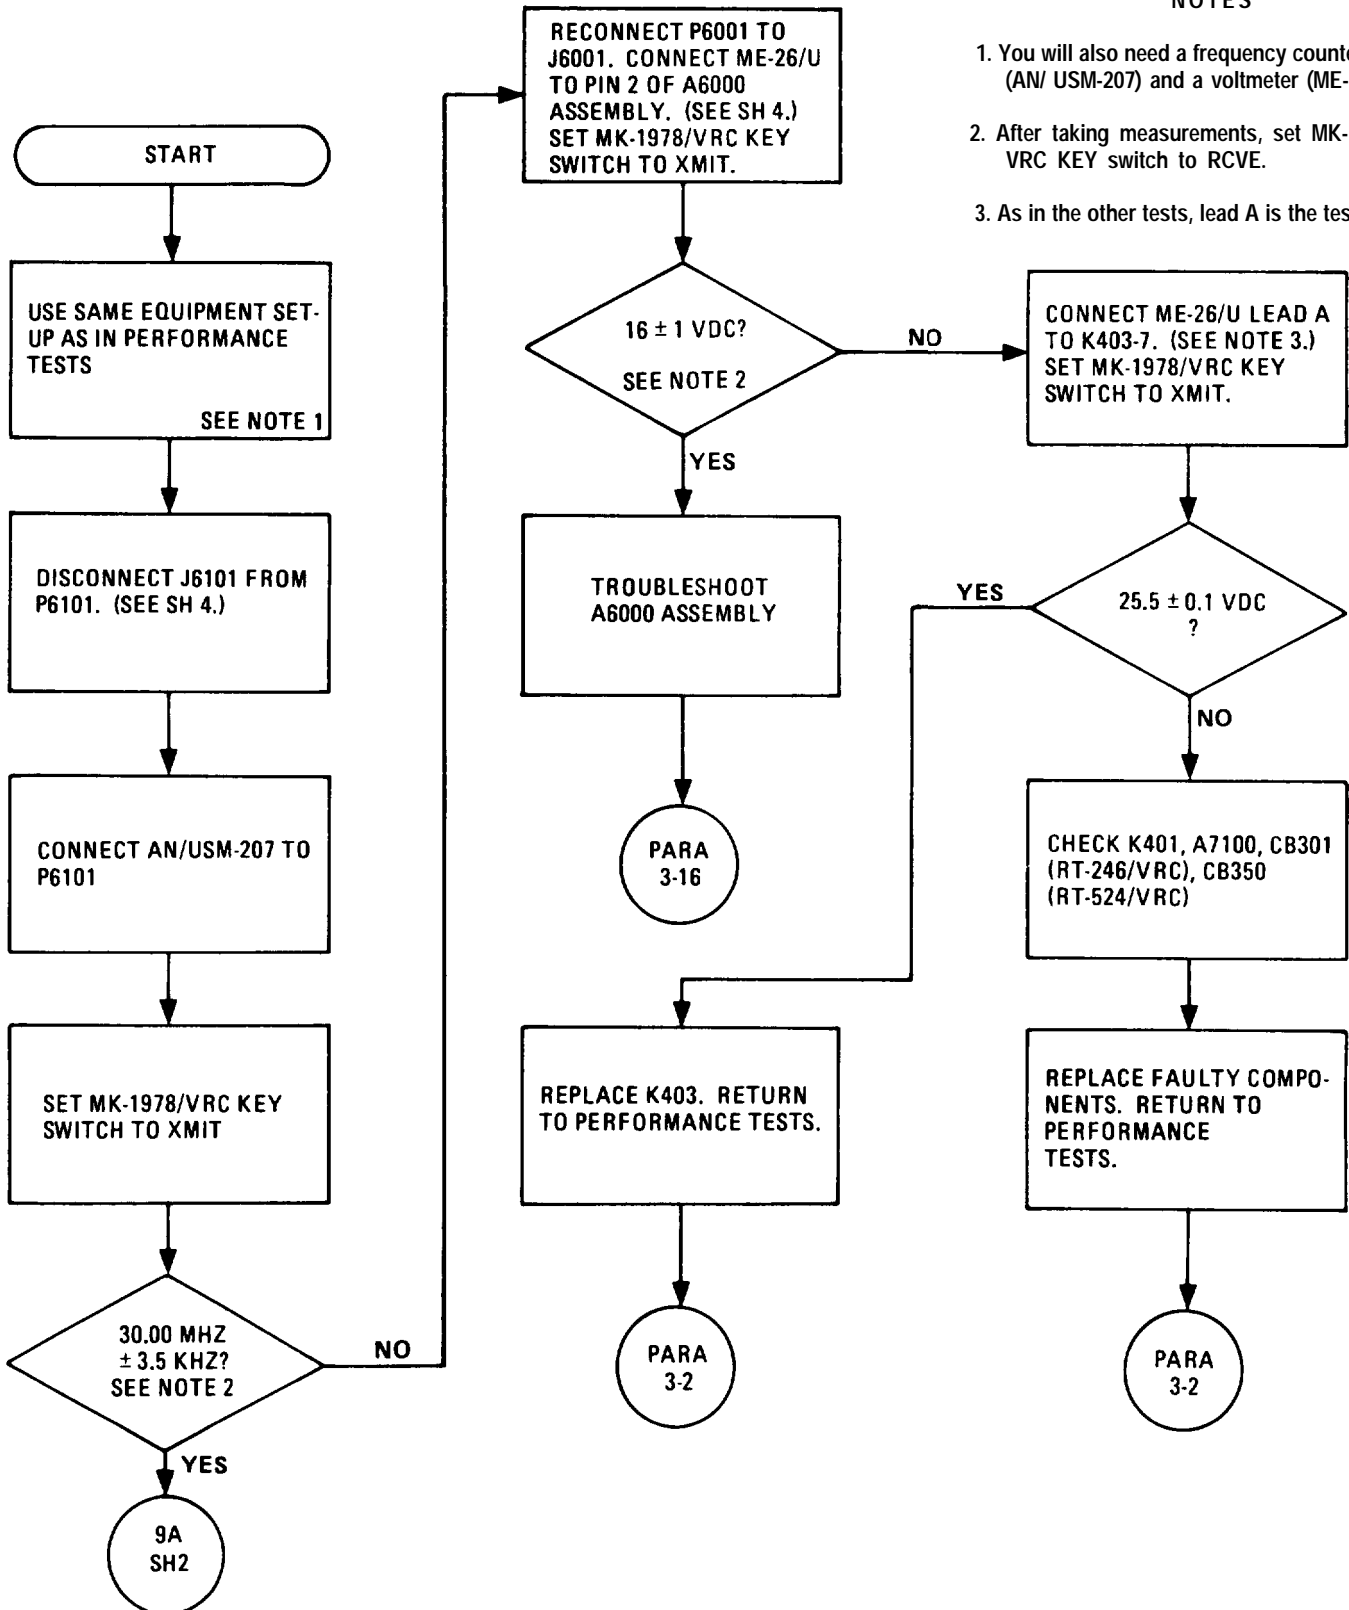 START
USE SAME EQUIPMENT SET-
UP AS IN PERFORMANCE
TESTS
SEE NOTE 1
DISCONNECT J6101 FROM
P6101. (SEE SH 4.)
CONNECT AN/USM-207 TO
P6101
SET MK-1978/VRC KEY
SWITCH TO XMIT
30.00 MHZ
± 3.5 KHZ?
SEE NOTE 2
NO
YES
9A
SH2
RECONNECT P6001 TO
J6001. CONNECT ME-26/U
TO PIN 2 OF A6000
ASSEMBLY. (SEE SH 4.)
SET MK-1978/VRC KEY
SWITCH TO XMIT.
16 ± 1 VDC?
SEE NOTE 2
NO
YES
TROUBLESHOOT
A6000 ASSEMBLY
PARA
3-16
NOTES
1. You will also need a frequency
(AN/ USM-207) and a voltmeter (ME-
2. After taking measurements, set MK-
VRC KEY switch to RCVE.
3. As in the other tests, lead A is the
CONNECT ME-26/U LEAD A
TO K403-7. (SEE NOTE 3.)
SET MK-1978/VRC KEY
SWITCH TO XMIT.
25.5 ± 0.1 VDC
?
YES
NO
REPLACE K403. RETURN
TO PERFORMANCE TESTS.
PARA
3-2
CHECK K401, A7100, CB301
(RT-246/VRC), CB350
(RT-524/VRC)
REPLACE FAULTY COMPO-
NENTS. RETURN TO
PERFORMANCE
TESTS.
PARA
3-2